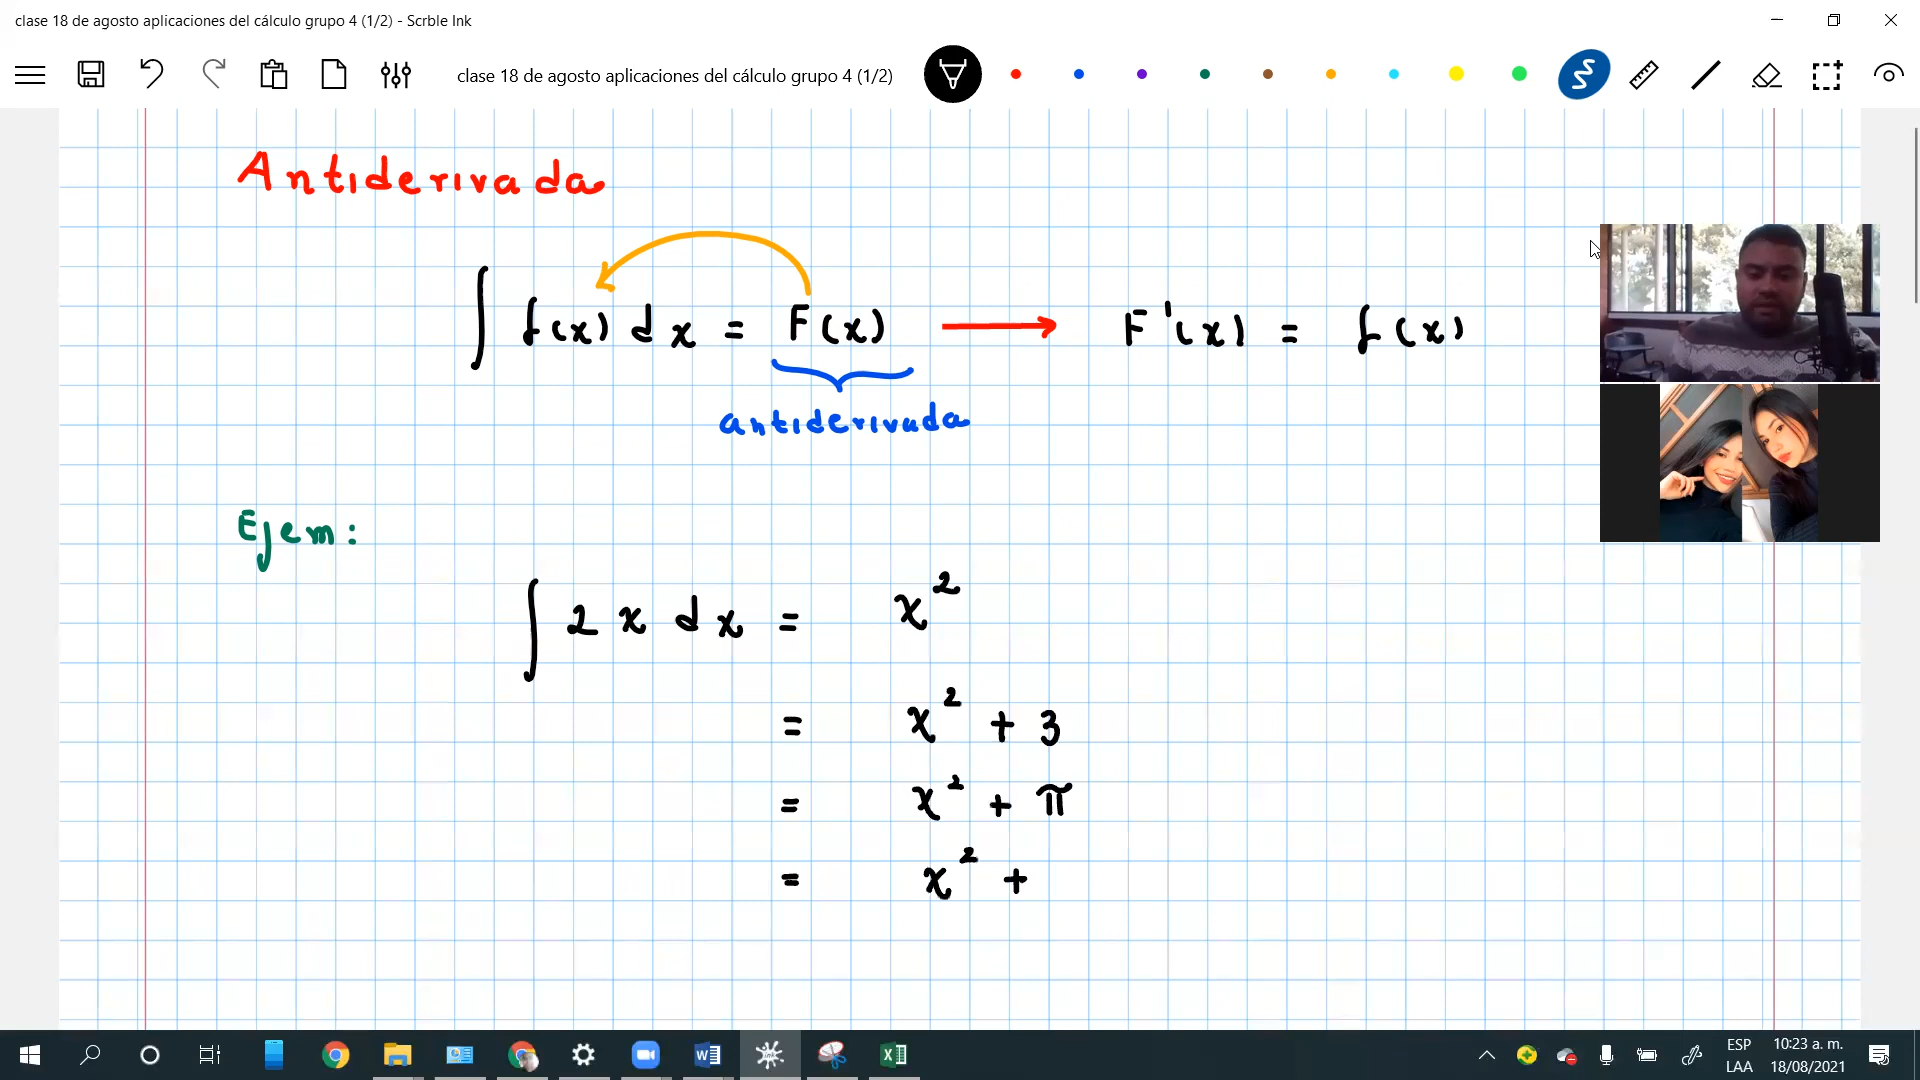 clase 18 de agosto aplicaciones del cálculo grupo 4 (1/2) - Scrble Ink
clase 18 de agosto aplicaciones del cálculo grupo 4 (1/2)
Antiderivada
∫ f(x) dx = F(x) → F'(x) = f(x)
antiderivada
Ejem:
∫ 2x dx = x²
= x² + 3
= x² + π
= x² +
ESP
LAA
10:23 a. m.
18/08/2021